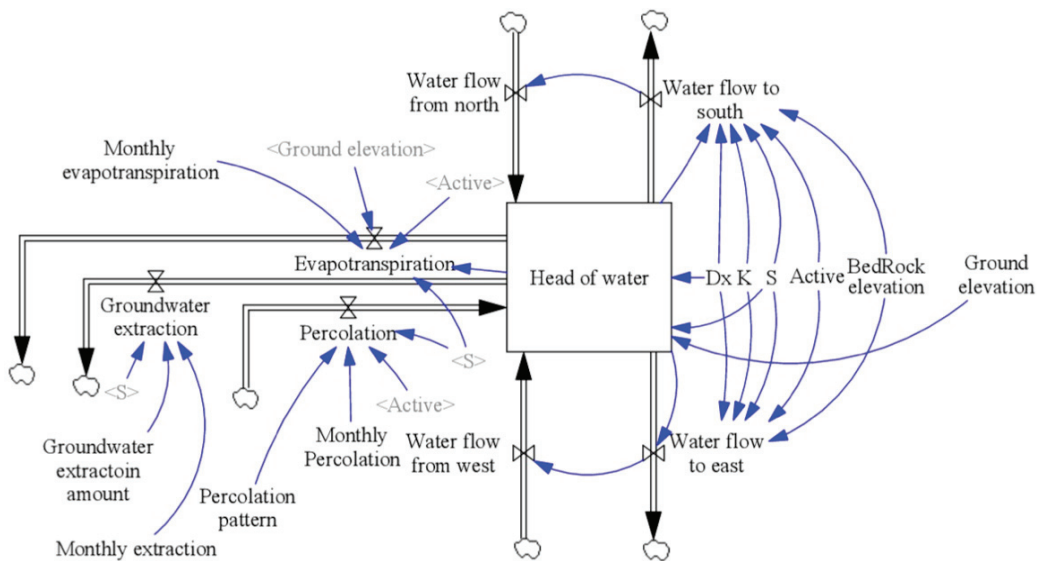 Water flow
from north
Water flow to
south
Monthly
evapotranspiration
<Ground elevation>
<Active>
Evapotranspiration
Head of water
Dx K S Active BedRock
elevation
Ground
elevation
Groundwater
extraction
Percolation
<S>
<S>
<Active>
Groundwater
extractoin
amount
Monthly
Percolation
Water flow
from west
Water flow
to east
Percolation
pattern
Monthly extraction